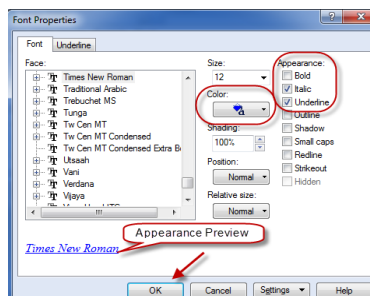 Font Properties
Font
Underline
Face:
Times New Roman
Traditional Arabic
Trebuchet MS
Tunga
Tw Cen MT
Tw Cen MT Condensed
Tw Cen MT Condensed Extra B
Utsaah
Vani
Verdana
Vijaya
Size:
12
Color:
Shading:
100%
Position:
Normal
Relative size:
Normal
Appearance:
Bold
Italic
Underline
Outline
Shadow
Small caps
Redline
Strikeout
Hidden
Appearance Preview
Times New Roman
OK
Cancel
Settings
Help